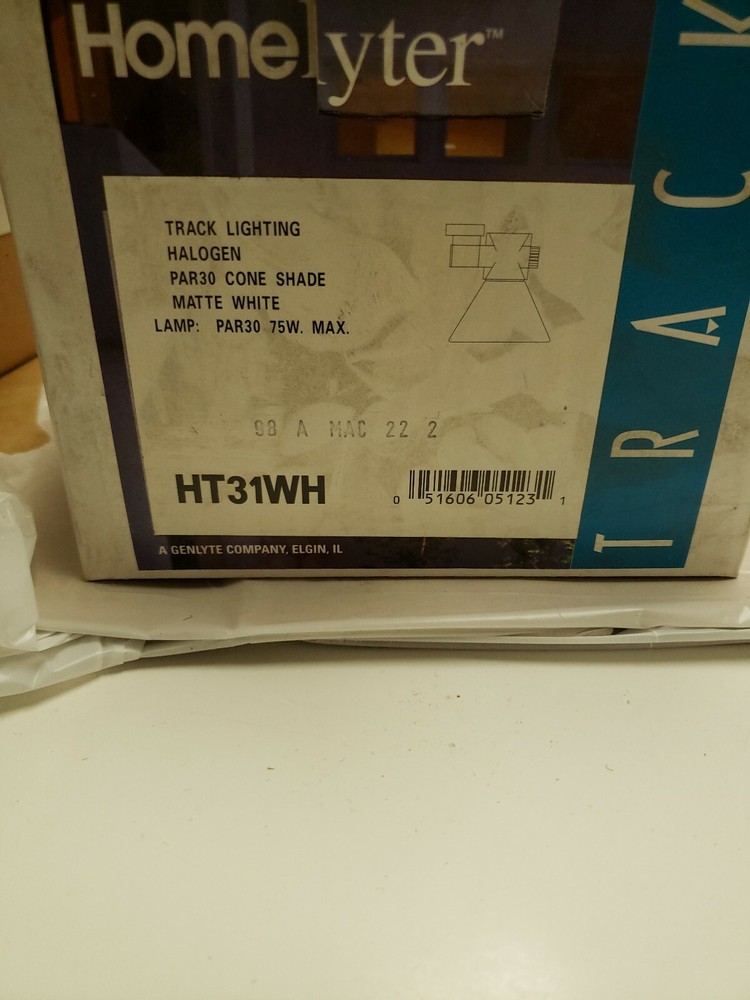 Homelyter™
TRACK
TRACK LIGHTING
HALOGEN
PAR30 CONE SHADE
MATTE WHITE
LAMP: PAR30 75W. MAX.
98 A MAC 22 2
HT31WH
0 51606 05123 1
A GENLYTE COMPANY, ELGIN, IL